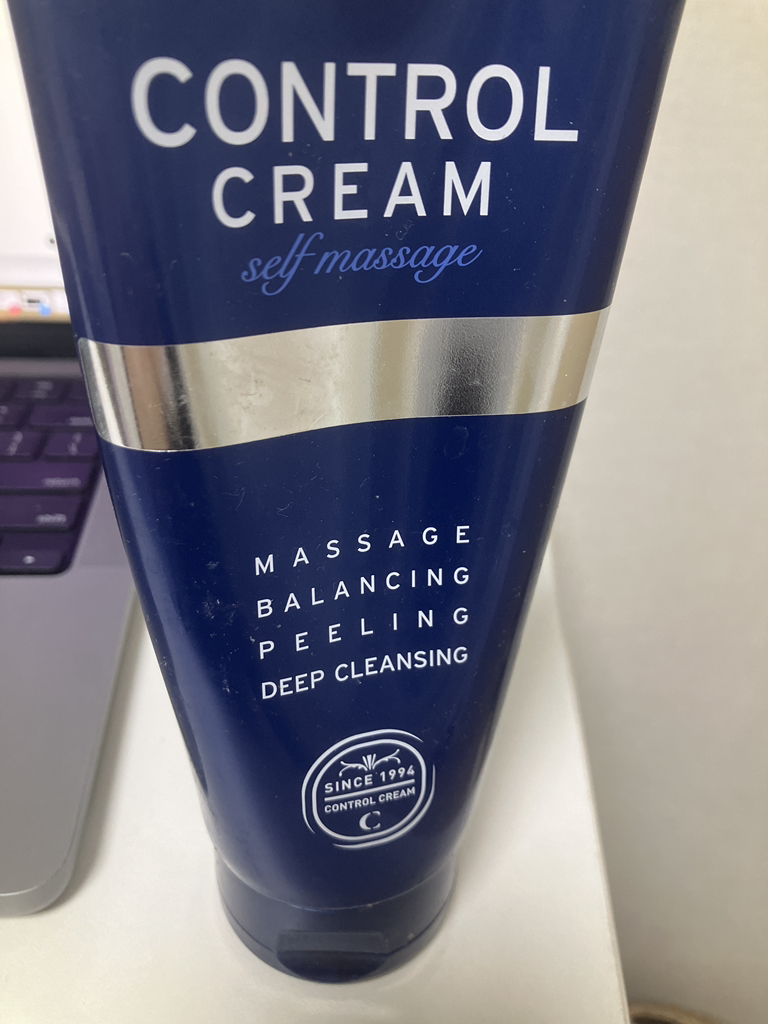 CONTROL
CREAM
self massage
MASSAGE
BALANCING
PEELING
DEEP CLEANSING
SINCE 1994
CONTROL CREAM
C